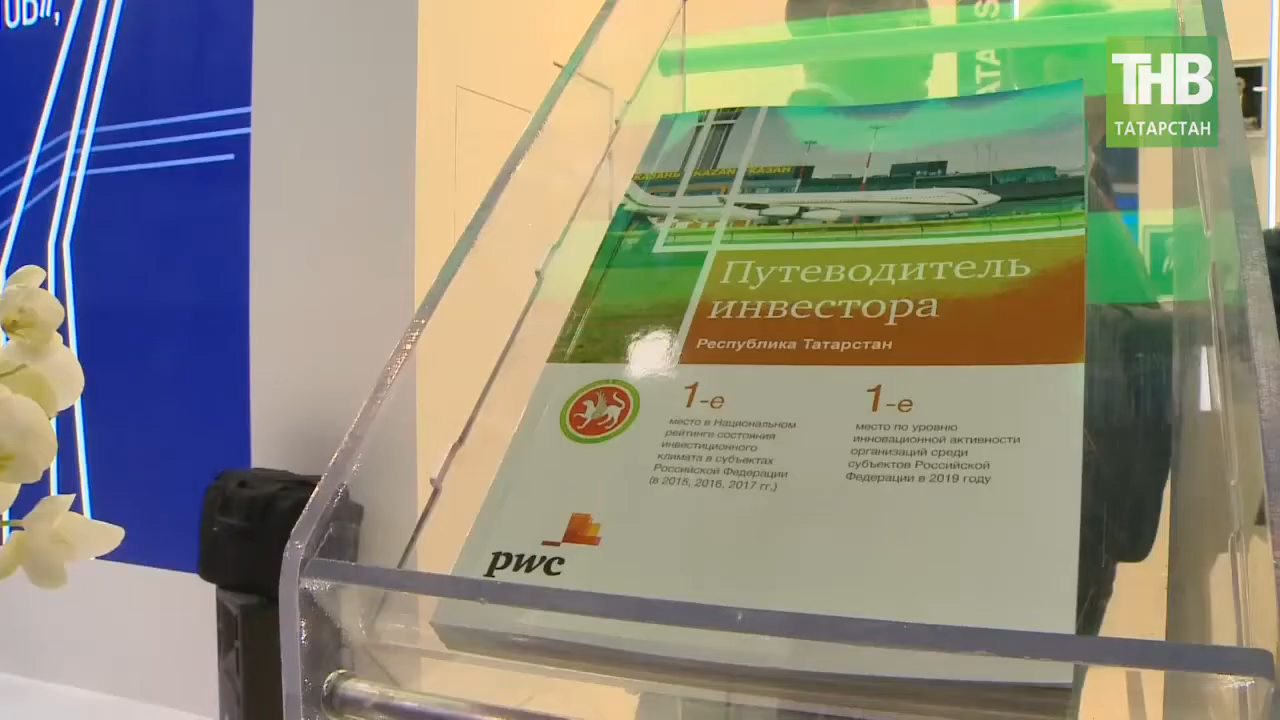 ТНВ
ТАТАРСТАН
КАЗАНЬ KAZAN КАЗАН
Путеводитель
инвестора
Республика Татарстан
1-е
место в Национальном
рейтинге состояния
инвестиционного
климата в субъектах
Российской Федерации
(в 2015, 2016, 2017 гг.)
1-е
место по уровню
инновационной активности
организаций среди
субъектов Российской
Федерации в 2019 году
pwc